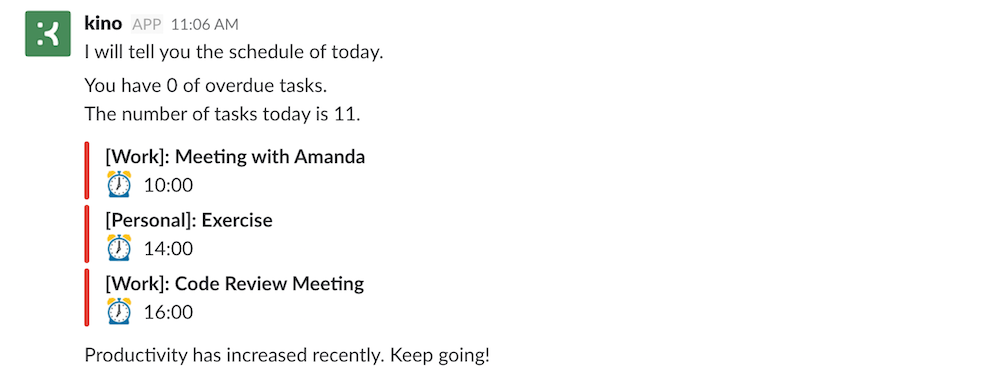 kino APP 11:06 AM
I will tell you the schedule of today.
You have 0 of overdue tasks.
The number of tasks today is 11.
[Work]: Meeting with Amanda
10:00
[Personal]: Exercise
14:00
[Work]: Code Review Meeting
16:00
Productivity has increased recently. Keep going!